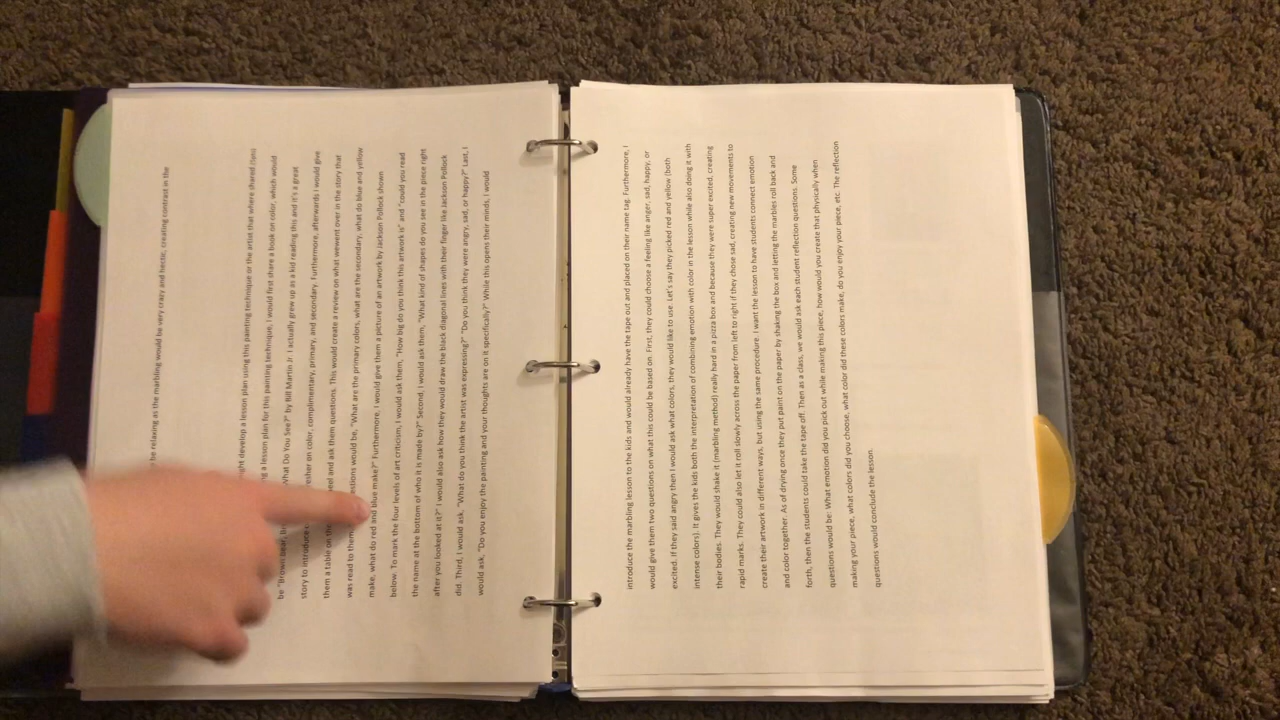 be relaxing as the marbling would be very crazy and hectic, creating contrast in the
ght develop a lesson plan using this painting technique or the artist that where shared (Ians)
g a lesson plan for this painting technique, I would first share a book on color, which would
be "Brown Bear, Br What Do You See?" by Bill Martin Jr. I actually grew up as a kid reading this and it's a great
story to introduce c resher on color, complimentary, primary, and secondary. Furthermore, afterwards I would give
them a table on the eel and ask them questions. This would create a review on what wewent over in the story that
was read to them estions would be, "What are the primary colors, what are the secondary, what do blue and yellow
make, what do red and blue make?" Furthermore, I would give them a picture of an artwork by Jackson Pollock shown
below. To mark the four levels of art criticism, I would ask them, "How big do you think this artwork is" and "could you read
the name at the bottom of who it is made by?" Second, I would ask them, "What kind of shapes do you see in the piece right
after you looked at it?" I would also ask how they would draw the black diagonal lines with their finger like Jackson Pollock
did. Third, I would ask, "What do you think the artist was expressing?" "Do you think they were angry, sad, or happy?" Last, I
would ask, "Do you enjoy the painting and your thoughts are on it specifically?" While this opens their minds, I would
introduce the marbling lesson to the kids and would already have the tape out and placed on their name tag. Furthermore, I
would give them two questions on what this could be based on. First, they could choose a feeling like anger, sad, happy, or
excited. if they said angry then I would ask what colors, they would like to use. Let's say they picked red and yellow (both
intense colors). It gives the kids both the interpretation of combining emotion with color in the lesson while also doing it with
their bodies. They would shake it (marbling method) really hard in a pizza box and because they were super excited, creating
rapid marks. They could also let it roll slowly across the paper from left to right if they chose sad, creating new movements to
create their artwork in different ways, but using the same procedure. I want the lesson to have students connect emotion
and color together. As of drying once they put paint on the paper by shaking the box and letting the marbles roll back and
forth, then the students could take the tape off. Then as a class, we would ask each student reflection questions. Some
questions would be: What emotion did you pick out while making this piece, how would you create that physically when
making your piece, what colors did you choose, what color did these colors make, do you enjoy your piece, etc. The reflection
questions would conclude the lesson.